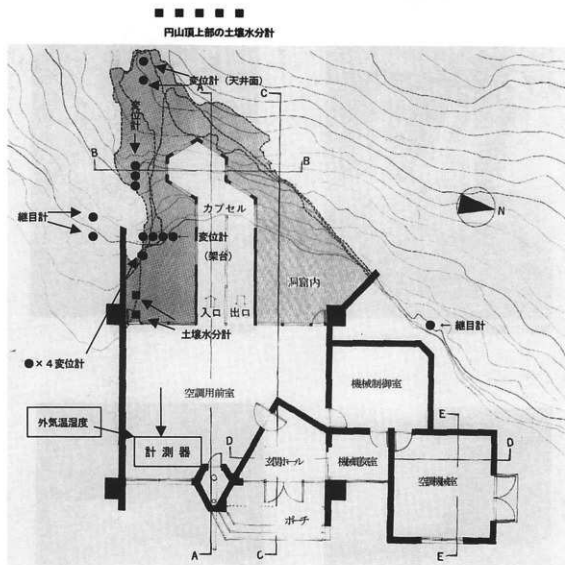 円山頂上部の土壌水分計
変位計（天井面）
A
C
変位計
B
B
カプセル
N
継目計
変位計
（架台）
洞窟内
入口
出口
土壌水分計
←継目計
●×4変位計
空調用前室
機械制御室
外気温湿度
計測器
E
D
D
玄関ホール
空調機械室
ポーチ
A
C
E